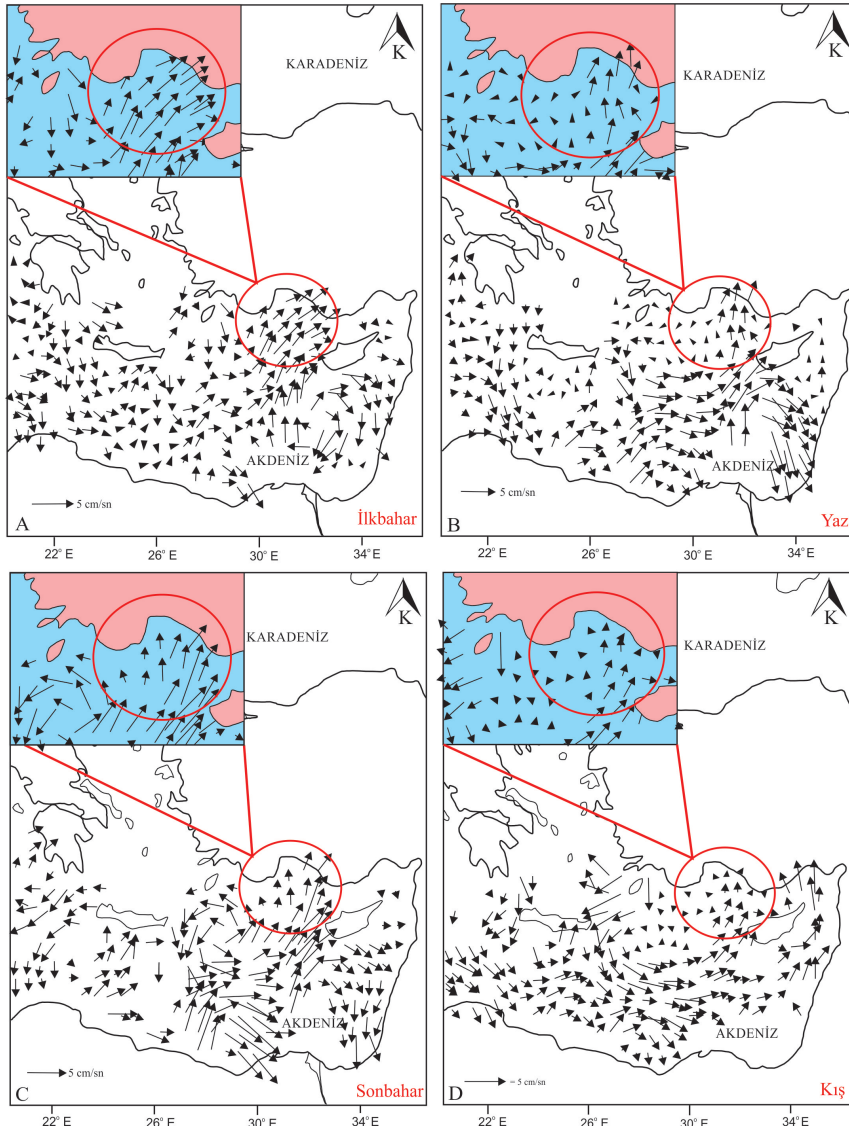 K
KARADENİZ
AKDENİZ
5 cm/sn
A
İlkbahar
22° E
26° E
30° E
34° E
K
KARADENİZ
AKDENİZ
5 cm/sn
B
Yaz
22° E
26° E
30° E
34° E
K
KARADENİZ
AKDENİZ
5 cm/sn
C
Sonbahar
22° E
26° E
30° E
34° E
K
KARADENİZ
AKDENİZ
= 5 cm/sn
D
Kış
22° E
26° E
30° E
34° E